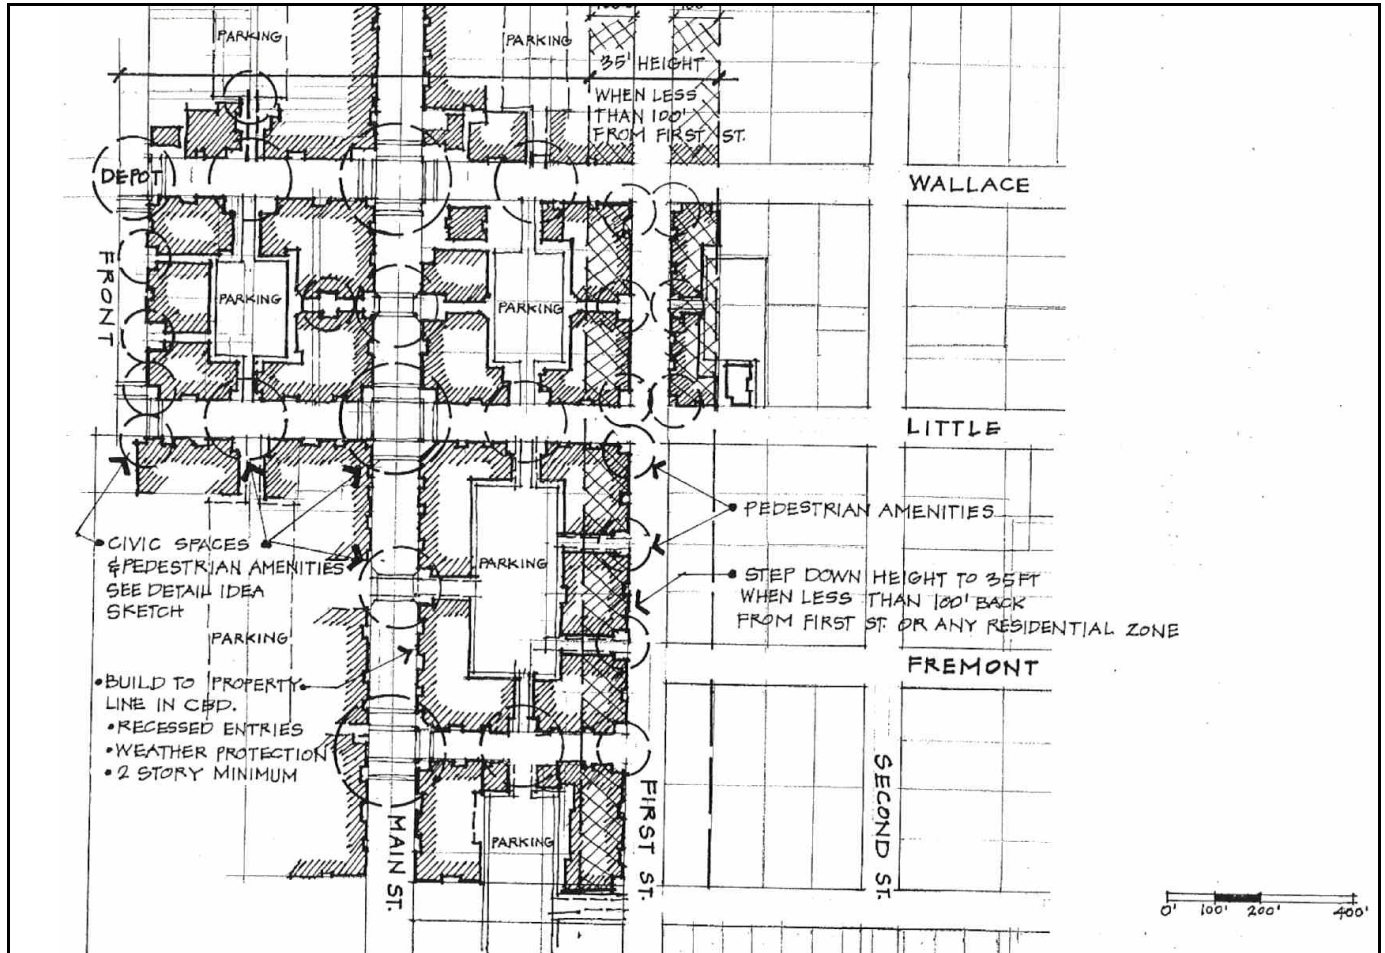 PARKING
PARKING
35' HEIGHT
WHEN LESS
THAN 100'
FROM FIRST ST.
DEPOT
WALLACE
FRONT
PARKING
PARKING
LITTLE
PEDESTRIAN AMENITIES
• CIVIC SPACES
& PEDESTRIAN AMENITIES
SEE DETAIL IDEA
SKETCH
PARKING
STEP DOWN HEIGHT TO 35FT
WHEN LESS THAN 100' BACK
FROM FIRST ST. OR ANY RESIDENTIAL ZONE
PARKING
FREMONT
• BUILD TO PROPERTY
LINE IN CBD.
• RECESSED ENTRIES
• WEATHER PROTECTION
• 2 STORY MINIMUM
MAIN ST.
FIRST ST.
SECOND ST.
PARKING
0' 100' 200' 400'